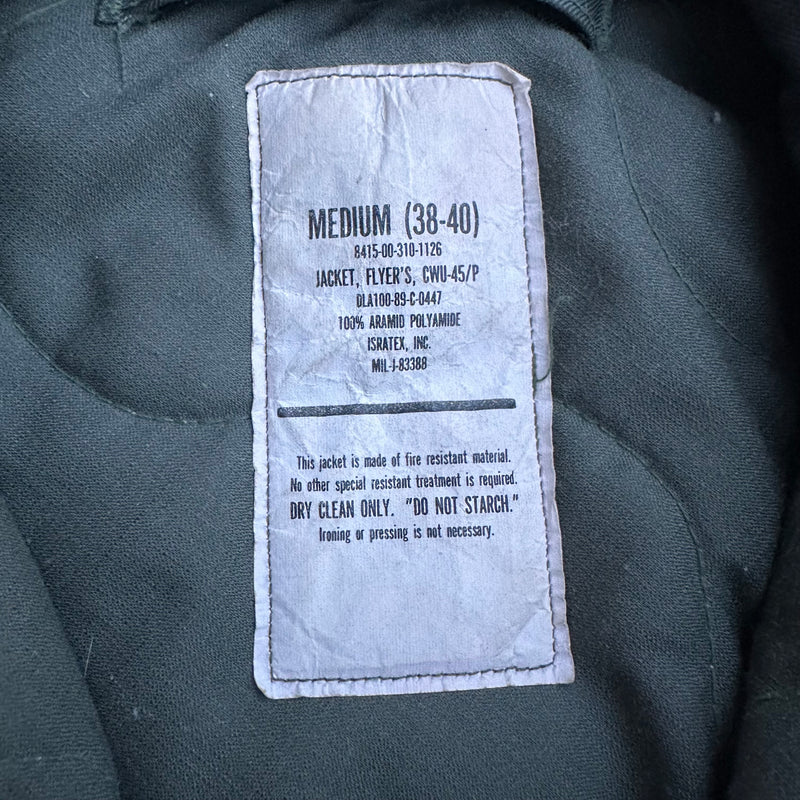 MEDIUM (38-40)
8415-00-310-1126
JACKET, FLYER'S, CWU-45/P
DLA100-89-C-0447
100% ARAMID POLYAMIDE
ISRATEX, INC.
MIL-J-83388
This jacket is made of fire resistant material.
No other special resistant treatment is required.
DRY CLEAN ONLY. "DO NOT STARCH."
Ironing or pressing is not necessary.